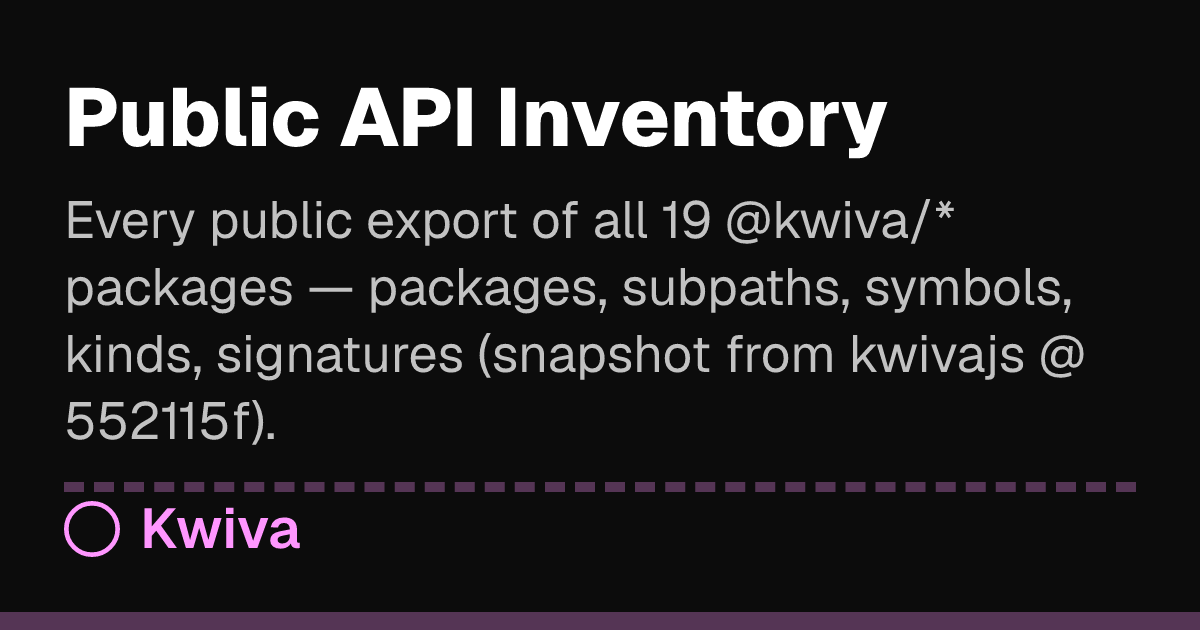 Public API Inventory
Every public export of all 19 @kwiva/*
packages — packages, subpaths, symbols,
kinds, signatures (snapshot from kwivajs @
552115f).
Kwiva